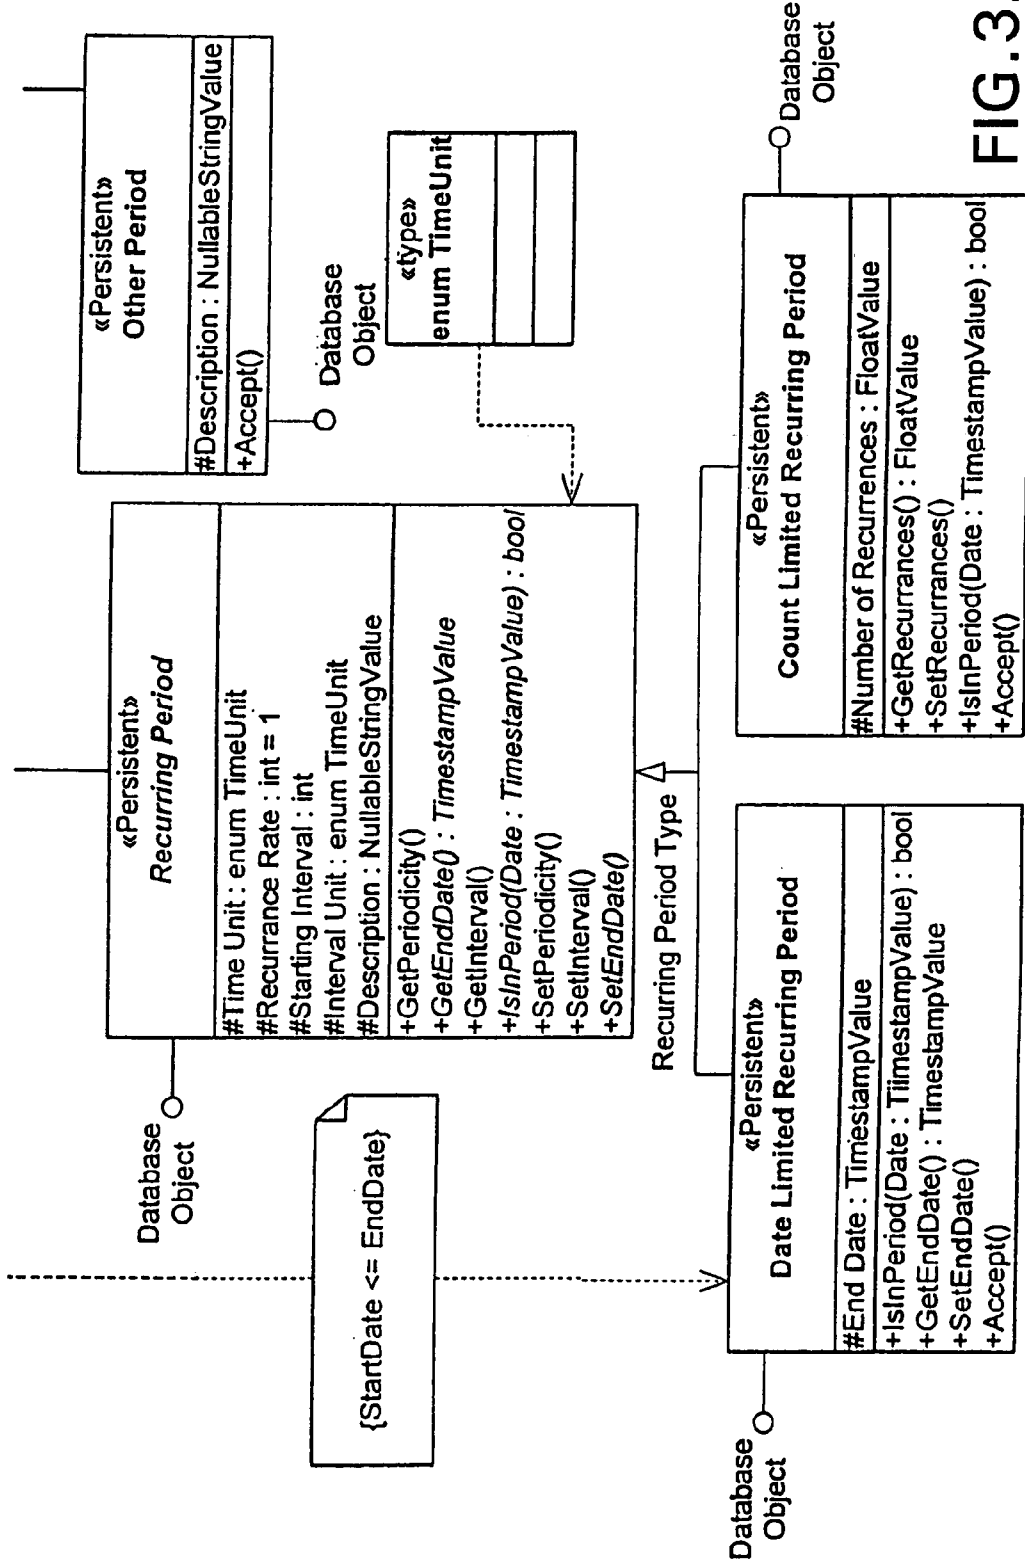 «Persistent»
Other Period
#Description : NullableStringValue
+Accept()
Database
Object
«type»
enum TimeUnit
Database
Object
«Persistent»
Recurring Period
#Time Unit : enum TimeUnit
#Recurrance Rate : int = 1
#Starting Interval : int
#Interval Unit : enum TimeUnit
#Description : NullableStringValue
+GetPeriodicity()
+GetEndDate() : TimestampValue
+GetInterval()
+IsInPeriod(Date : TimestampValue) : bool
+SetPeriodicity()
+SetInterval()
+SetEndDate()
{StartDate <= EndDate}
Recurring Period Type
Database
Object
«Persistent»
Date Limited Recurring Period
#End Date : TimestampValue
+IsInPeriod(Date : TiimestampValue) : bool
+GetEndDate() : TimestampValue
+SetEndDate()
+Accept()
«Persistent»
Count Limited Recurring Period
#Number of Recurrences : FloatValue
+GetRecurrances() : FloatValue
+SetRecurrances()
+IsInPeriod(Date : TimestampValue) : bool
+Accept()
Database
Object
FIG.3